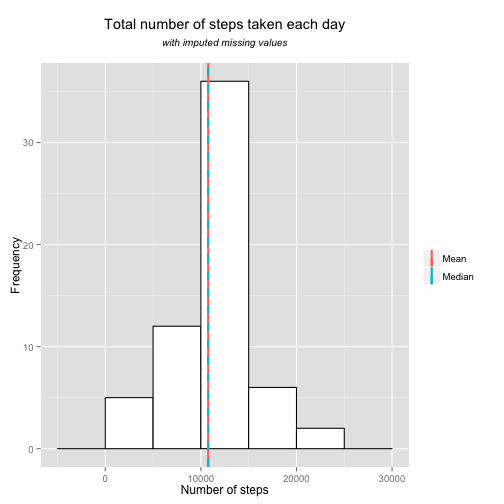 Total number of steps taken each day
with imputed missing values
Frequency
30
20
10
0
0 10000 20000 30000
Number of steps
Mean
Median